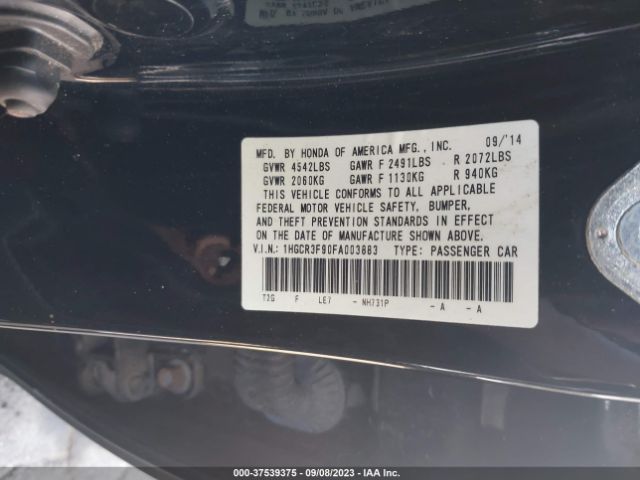 MFD. BY HONDA OF AMERICA MFG., INC. 09/'14
GVWR 4542LBS GAWR F 2491LBS R 2072LBS
GVWR 2060KG GAWR F 1130KG R 940KG
THIS VEHICLE CONFORMS TO ALL APPLICABLE
FEDERAL MOTOR VEHICLE SAFETY, BUMPER,
AND THEFT PREVENTION STANDARDS IN EFFECT
ON THE DATE OF MANUFACTURE SHOWN ABOVE.
V.I.N.: 1HGCR3F90FA003883 TYPE: PASSENGER CAR
T2G F LE7 - NH731P - A - A
000-37539375 - 09/08/2023 - IAA Inc.